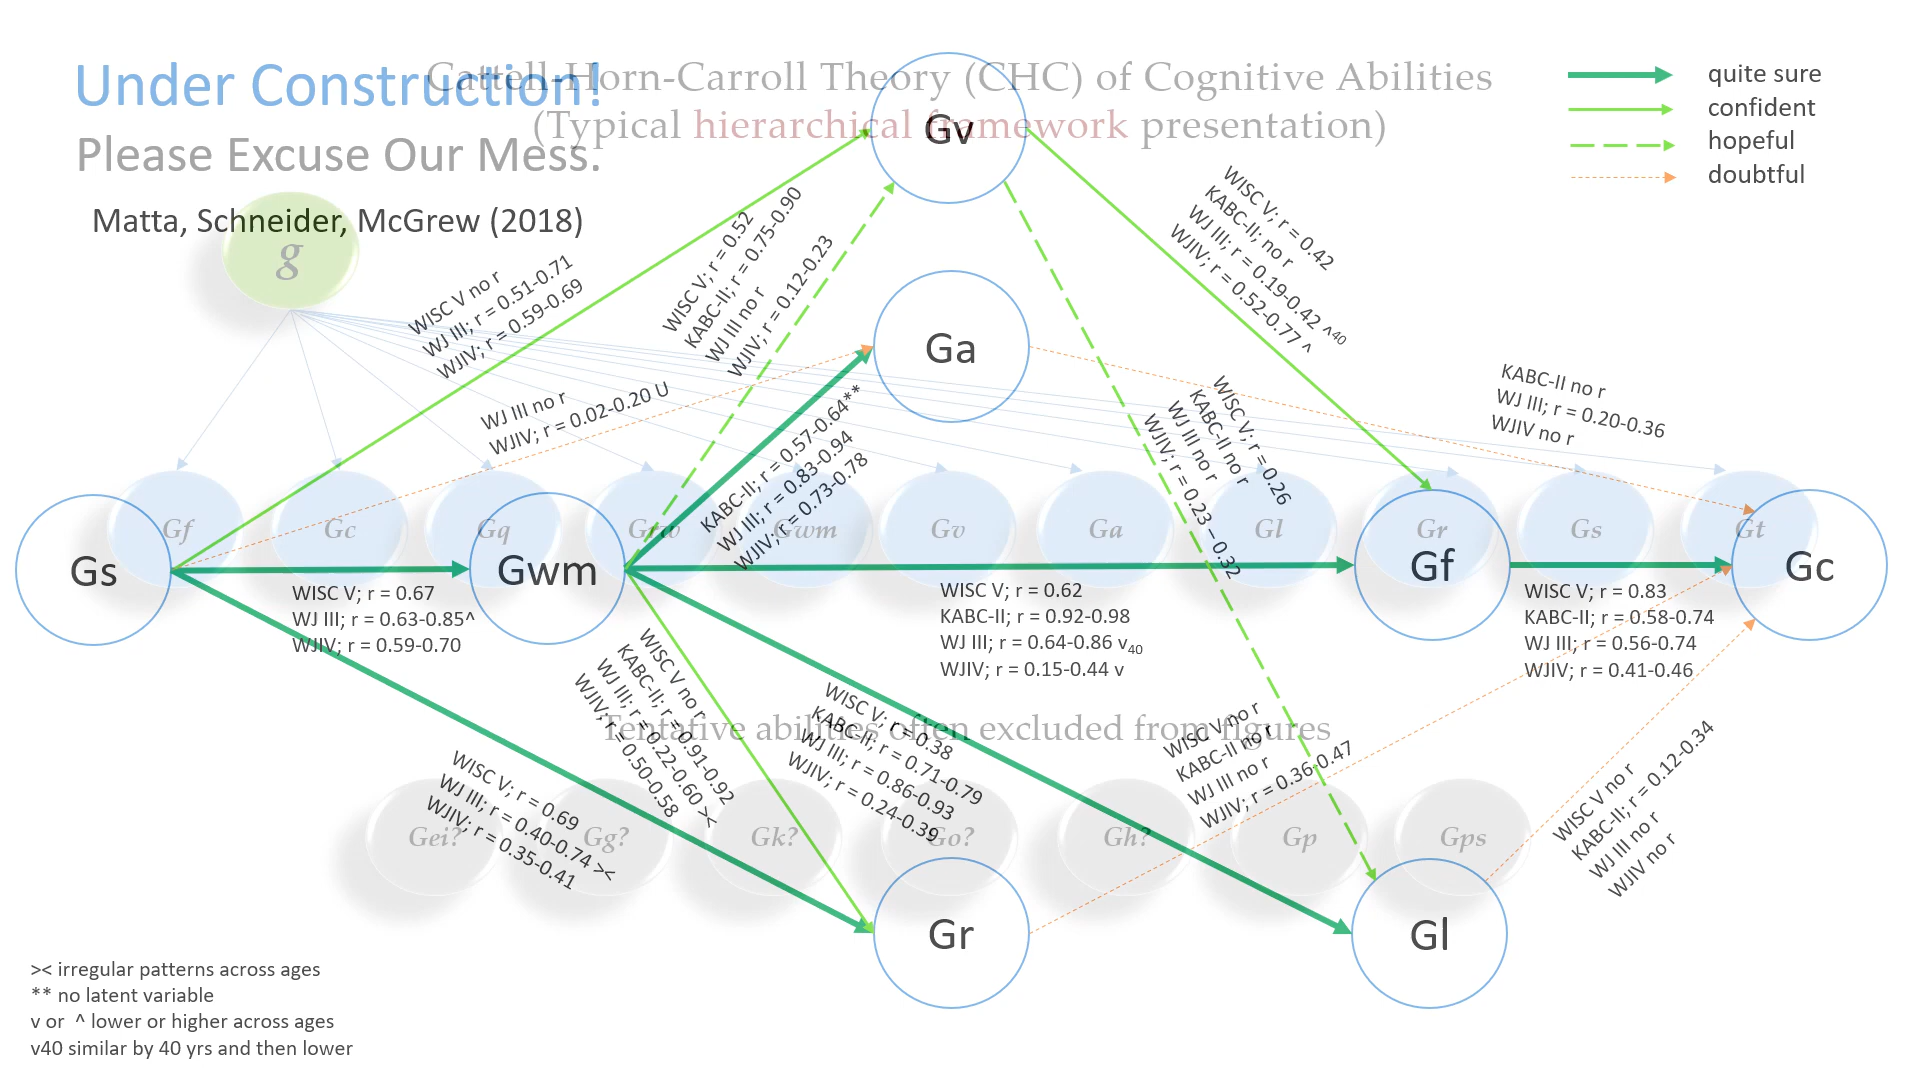 Under Construction!
Please Excuse Our Mess.
Matta, Schneider, McGrew (2018)
Cattell-Horn-Carroll Theory (CHC) of Cognitive Abilities
(Typical hierarchical framework presentation)
quite sure
confident
hopeful
doubtful
g
Gv
Ga
WISC V no r
WJ III; r = 0.51-0.71
WJIV; r = 0.59-0.69
WISC V; r = 0.52
KABC-II; r = 0.75-0.90
WJ III no r
WJIV; r = 0.12-0.23
WISC V; r = 0.42
KABC-II; no r
WJ III; r = 0.19-0.42 ^40
WJIV; r = 0.52-0.77 ^
WJ III no r
WJIV; r = 0.02-0.20 U
KABC-II; r = 0.57-0.64**
WJ III; r = 0.83-0.94
WJIV; r = 0.73-0.78
WISC V; r = 0.26
KABC-II no r
WJ III no r
WJIV; r = 0.23 – 0.32
KABC-II no r
WJ III; r = 0.20-0.36
WJIV no r
Gf
Gc
Gq
Grw
Gwm
Gv
Ga
Gl
Gr
Gs
Gt
Gs
Gwm
Gf
Gc
WISC V; r = 0.67
WJ III; r = 0.63-0.85^
WJIV; r = 0.59-0.70
WISC V; r = 0.62
KABC-II; r = 0.92-0.98
WJ III; r = 0.64-0.86 v40
WJIV; r = 0.15-0.44 v
WISC V; r = 0.83
KABC-II; r = 0.58-0.74
WJ III; r = 0.56-0.74
WJIV; r = 0.41-0.46
Tentative abilities often excluded from figures
WISC V no r
KABC-II; r = 0.91-0.92
WJ III; r = 0.22-0.60 ><
WJIV; r = 0.50-0.58
WISC V; r = 0.38
KABC-II; r = 0.71-0.79
WJ III; r = 0.86-0.93
WJIV; r = 0.24-0.39
WISC V no r
KABC-II no r
WJ III no r
WJIV; r = 0.36-0.47
WISC V; r = 0.69
WJ III; r = 0.40-0.74 ><
WJIV; r = 0.35-0.41
WISC V no r
KABC-II; r = 0.12-0.34
WJ III no r
WJIV no r
Gei?
Gg?
Gk?
Go?
Gh?
Gp
Gps
Gr
Gl
>< irregular patterns across ages
** no latent variable
v or ^ lower or higher across ages
v40 similar by 40 yrs and then lower